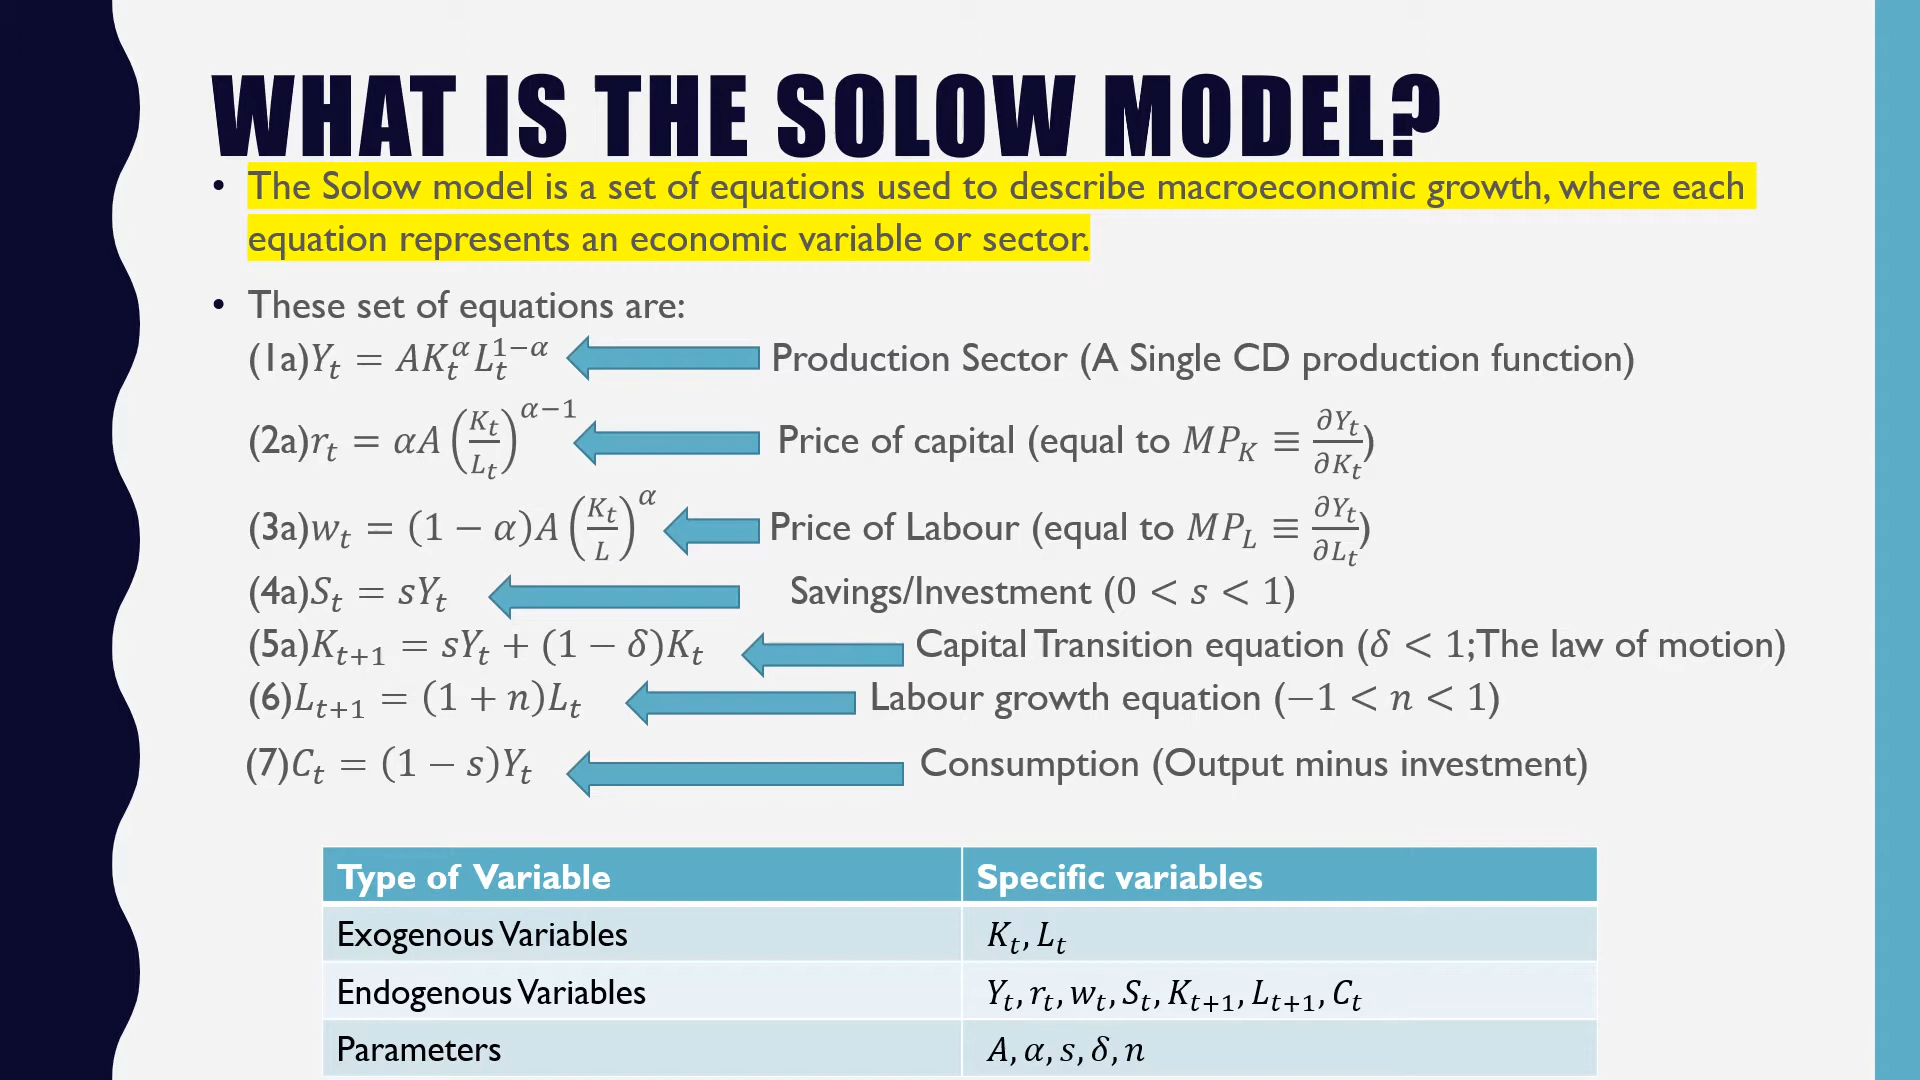 WHAT IS THE SOLOW MODEL?
• The Solow model is a set of equations used to describe macroeconomic growth, where each
equation represents an economic variable or sector.
• These set of equations are:
(1a)Y_t = AK_t^α L_t^{1−α} Production Sector (A Single CD production function)
(2a)r_t = αA(K_t/L_t)^{α−1} Price of capital (equal to MP_K ≡ ∂Y_t/∂K_t)
(3a)w_t = (1 − α)A(K_t/L)^α Price of Labour (equal to MP_L ≡ ∂Y_t/∂L_t)
(4a)S_t = sY_t Savings/Investment (0 < s < 1)
(5a)K_{t+1} = sY_t + (1 − δ)K_t Capital Transition equation (δ < 1;The law of motion)
(6)L_{t+1} = (1 + n)L_t Labour growth equation (−1 < n < 1)
(7)C_t = (1 − s)Y_t Consumption (Output minus investment)
Type of Variable Specific variables
Exogenous Variables K_t, L_t
Endogenous Variables Y_t, r_t, w_t, S_t, K_{t+1}, L_{t+1}, C_t
Parameters A, α, s, δ, n